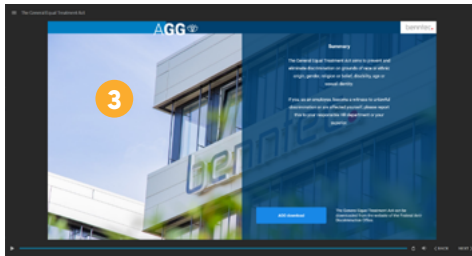 The General Equal Treatment Act
AGG
bennitec
3
Summary
The General Equal Treatment Act aims to prevent and
eliminate discrimination on grounds of race or ethnic
origin, gender, religion or belief, disability, age or
sexual identity.
If you, as an employee, become a witness to unlawful
discrimination or are affected yourself, please report
this to your responsible HR department or your
superior.
AGG download
The General Equal Treatment Act can be
downloaded from the website of the Federal Anti-
Discrimination Office.
BACK
NEXT